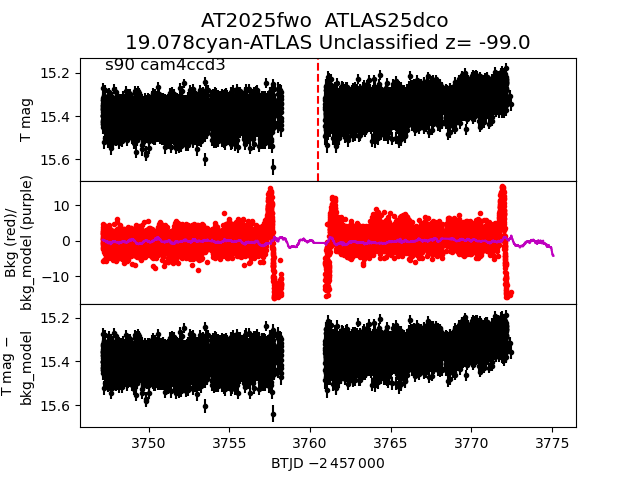 AT2025fwo  ATLAS25dco
19.078cyan-ATLAS Unclassified z= -99.0
s90 cam4ccd3
T mag
15.2
15.4
15.6
Bkg (red)/
bkg_model (purple)
10
0
−10
T mag −
bkg_model
15.2
15.4
15.6
3750 3755 3760 3765 3770 3775
BTJD −2 457 000